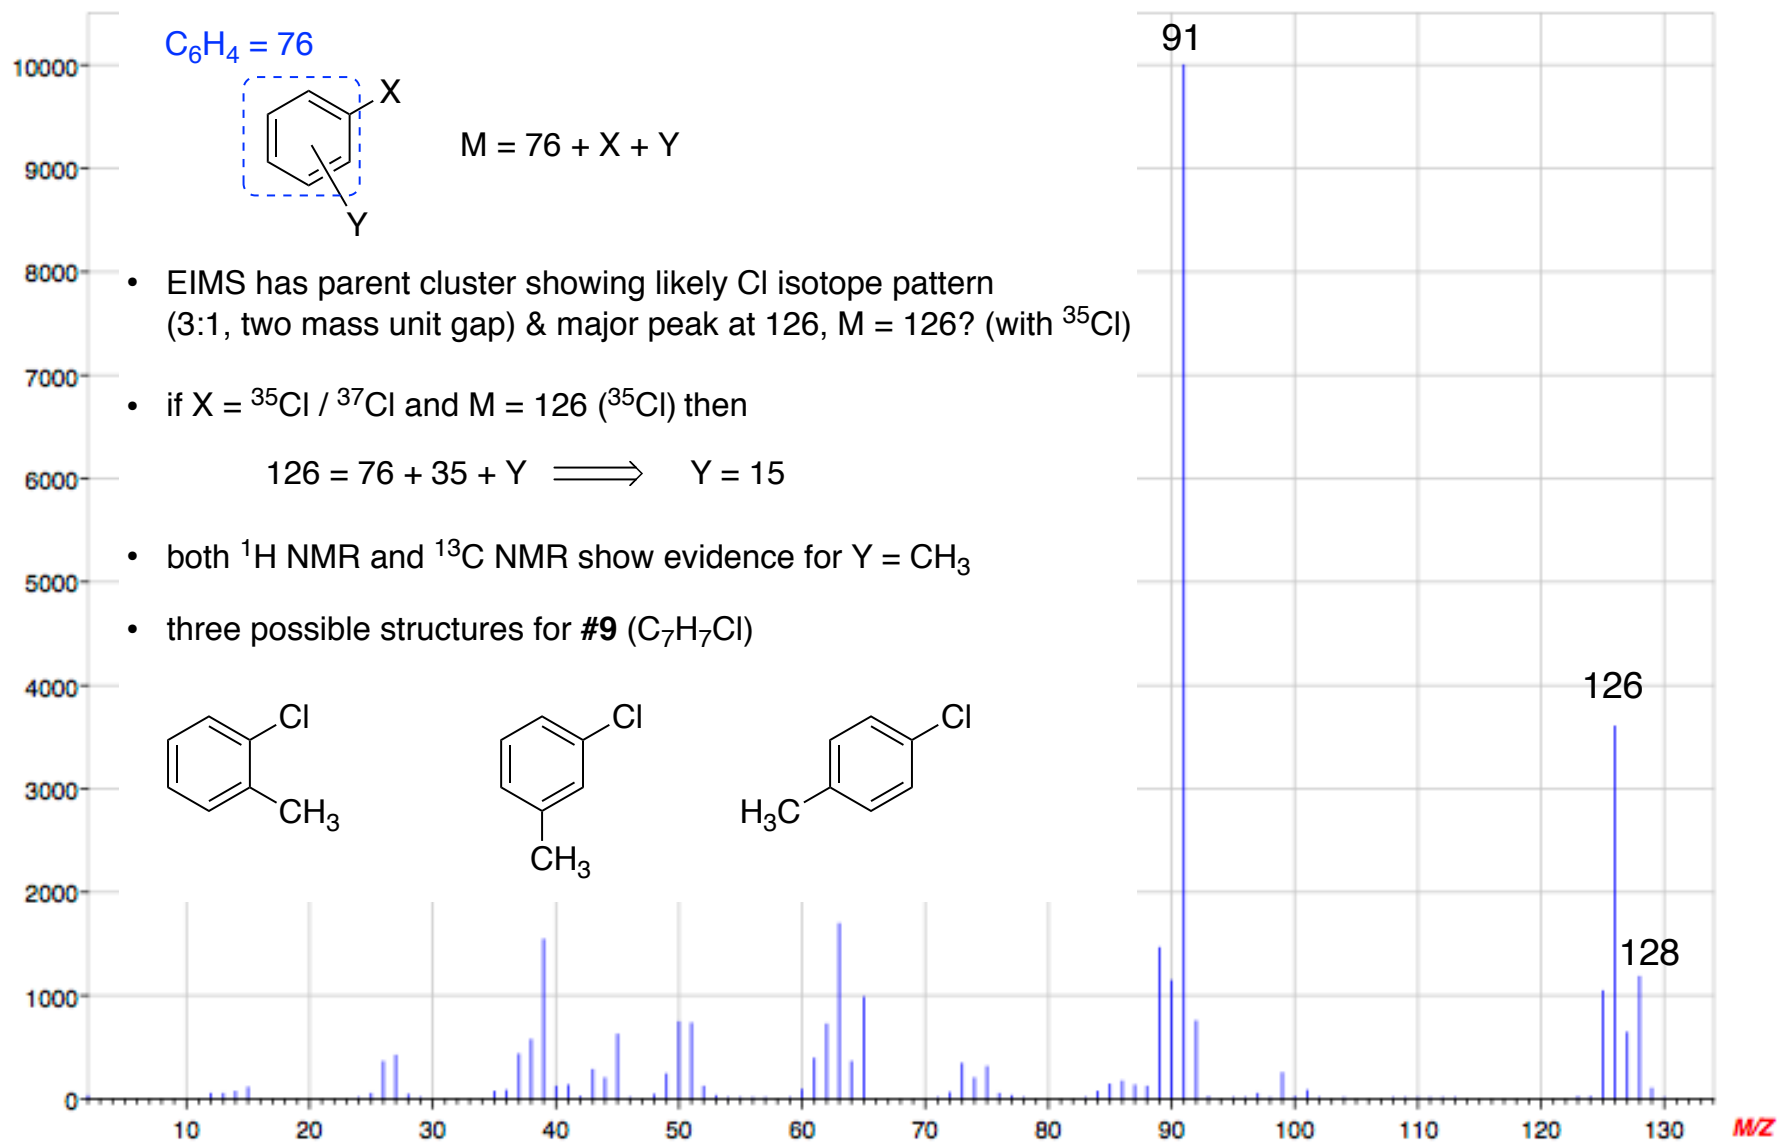 C₆H₄ = 76
X
Y
M = 76 + X + Y
• EIMS has parent cluster showing likely Cl isotope pattern
(3:1, two mass unit gap) & major peak at 126, M = 126? (with ³⁵Cl)
• if X = ³⁵Cl / ³⁷Cl and M = 126 (³⁵Cl) then
126 = 76 + 35 + Y ⟹ Y = 15
• both ¹H NMR and ¹³C NMR show evidence for Y = CH₃
• three possible structures for #9 (C₇H₇Cl)
Cl
CH₃
Cl
CH₃
Cl
H₃C
91
126
128
10000
9000
8000
7000
6000
5000
4000
3000
2000
1000
0
10 20 30 40 50 60 70 80 90 100 110 120 130 M/Z